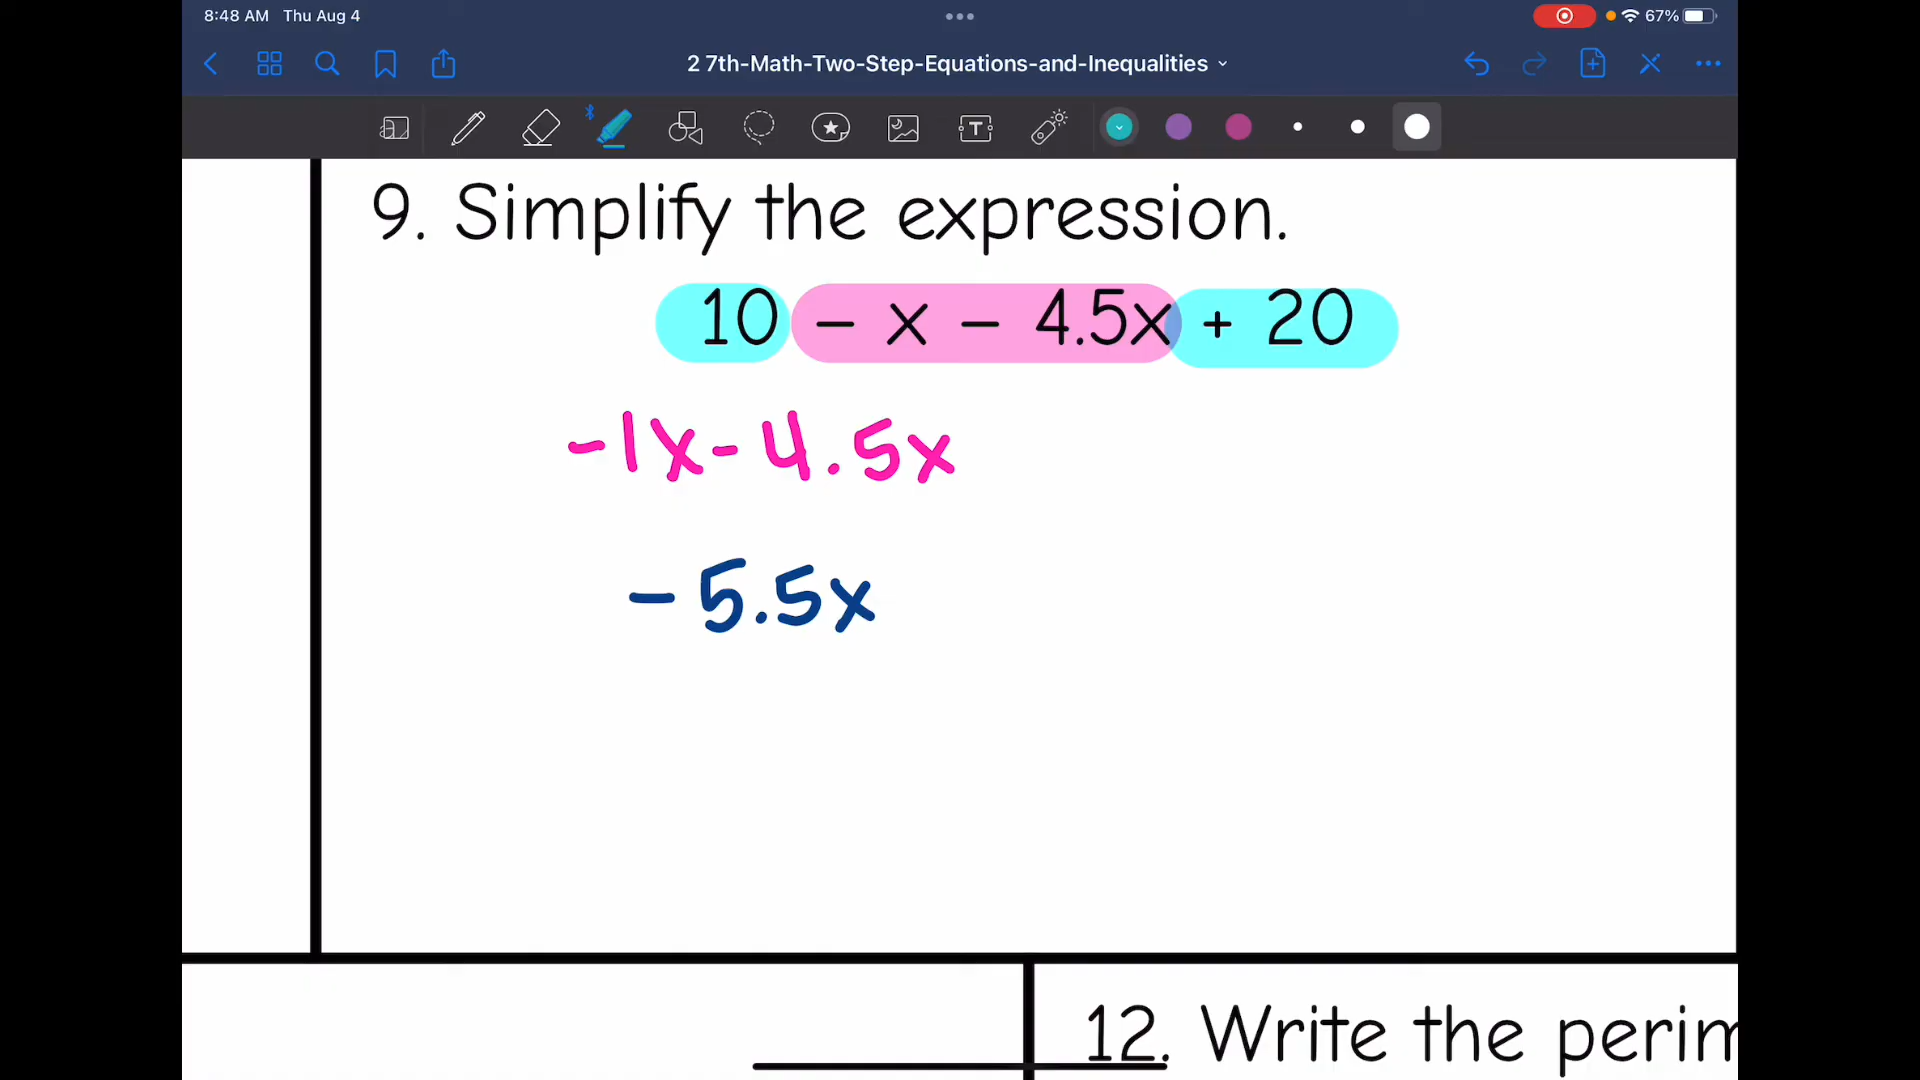 8:48 AM Thu Aug 4
67%
2 7th-Math-Two-Step-Equations-and-Inequalities
9. Simplify the expression.
10 – x – 4.5x + 20
-1x-4.5x
-5.5x
12. Write the perim